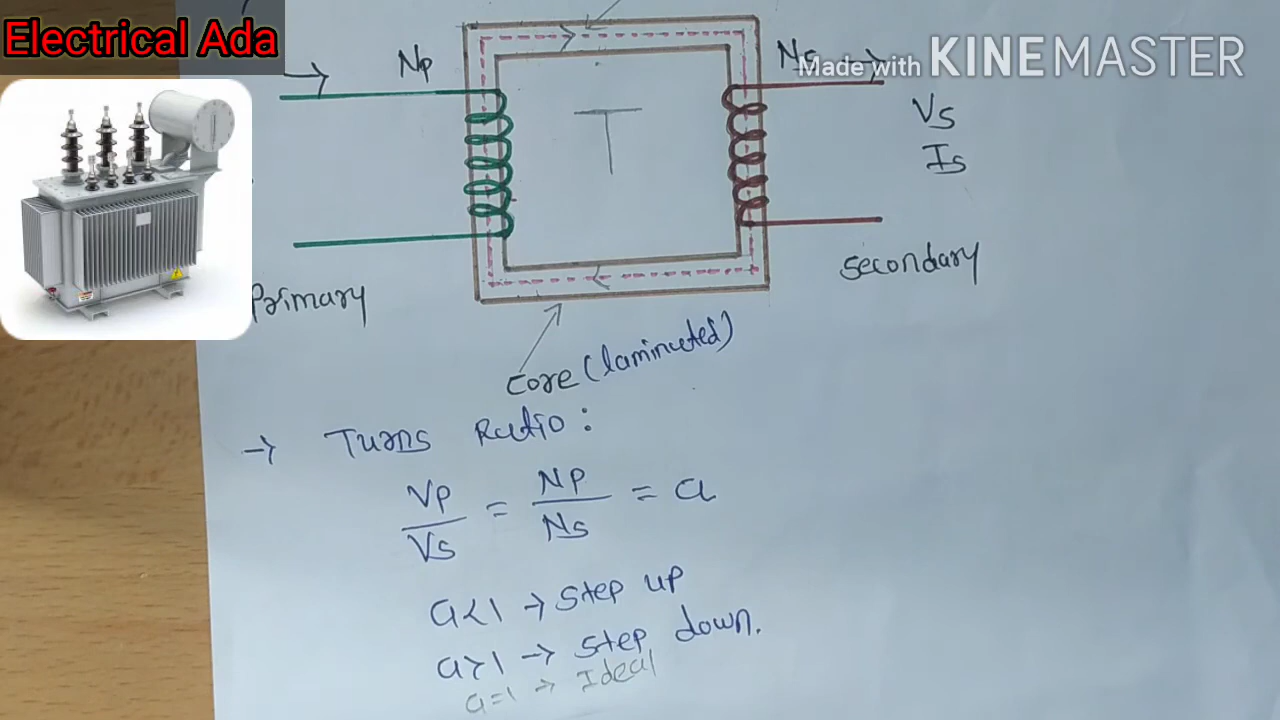 Electrical Ada
Made with KINEMASTER
Np
Ns
T
Vs
Is
Primary
Secondary
Core (laminated)
→ Turns Ratio :
Vp/Vs = Np/Ns = a
a<1 → Step up
a>1 → Step down.
a=1 → Ideal